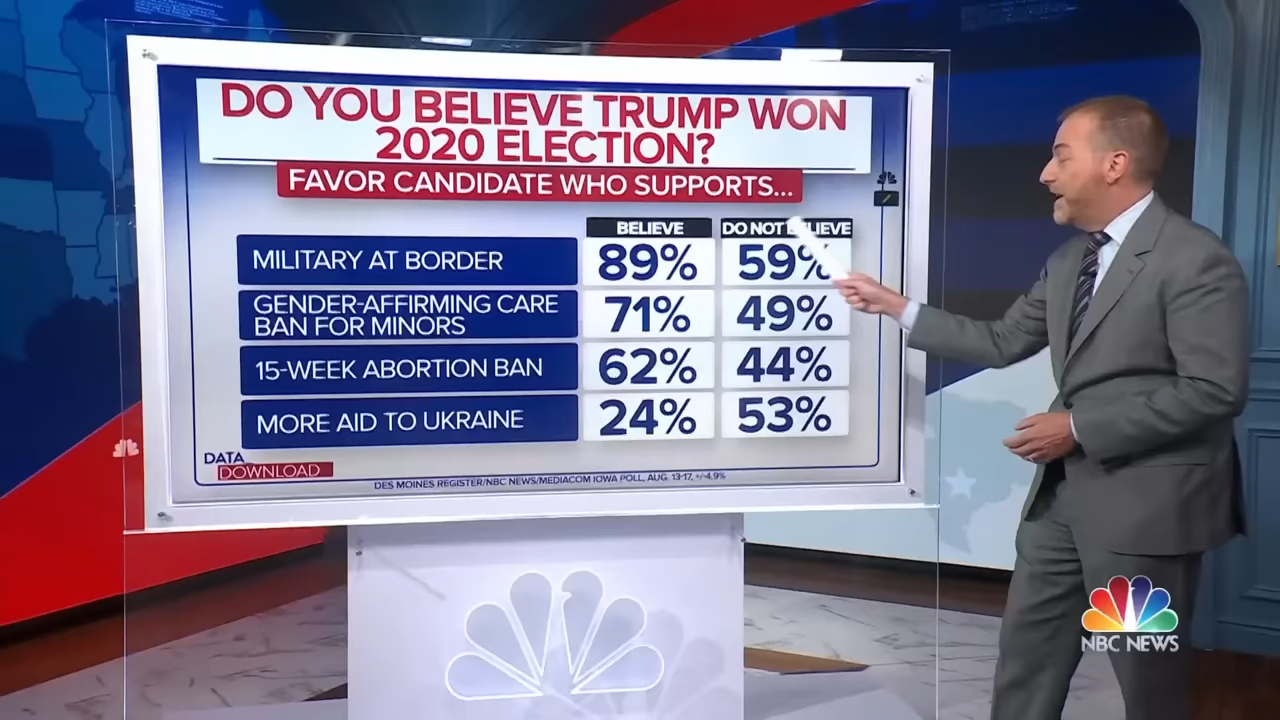 DO YOU BELIEVE TRUMP WON
2020 ELECTION?
FAVOR CANDIDATE WHO SUPPORTS...
BELIEVE DO NOT BELIEVE
MILITARY AT BORDER 89% 59%
GENDER-AFFIRMING CARE
BAN FOR MINORS 71% 49%
15-WEEK ABORTION BAN 62% 44%
MORE AID TO UKRAINE 24% 53%
DATA
DOWNLOAD
DES MOINES REGISTER/NBC NEWS/MEDIACOM IOWA POLL, AUG. 13-17, +/-4.9%
NBC NEWS